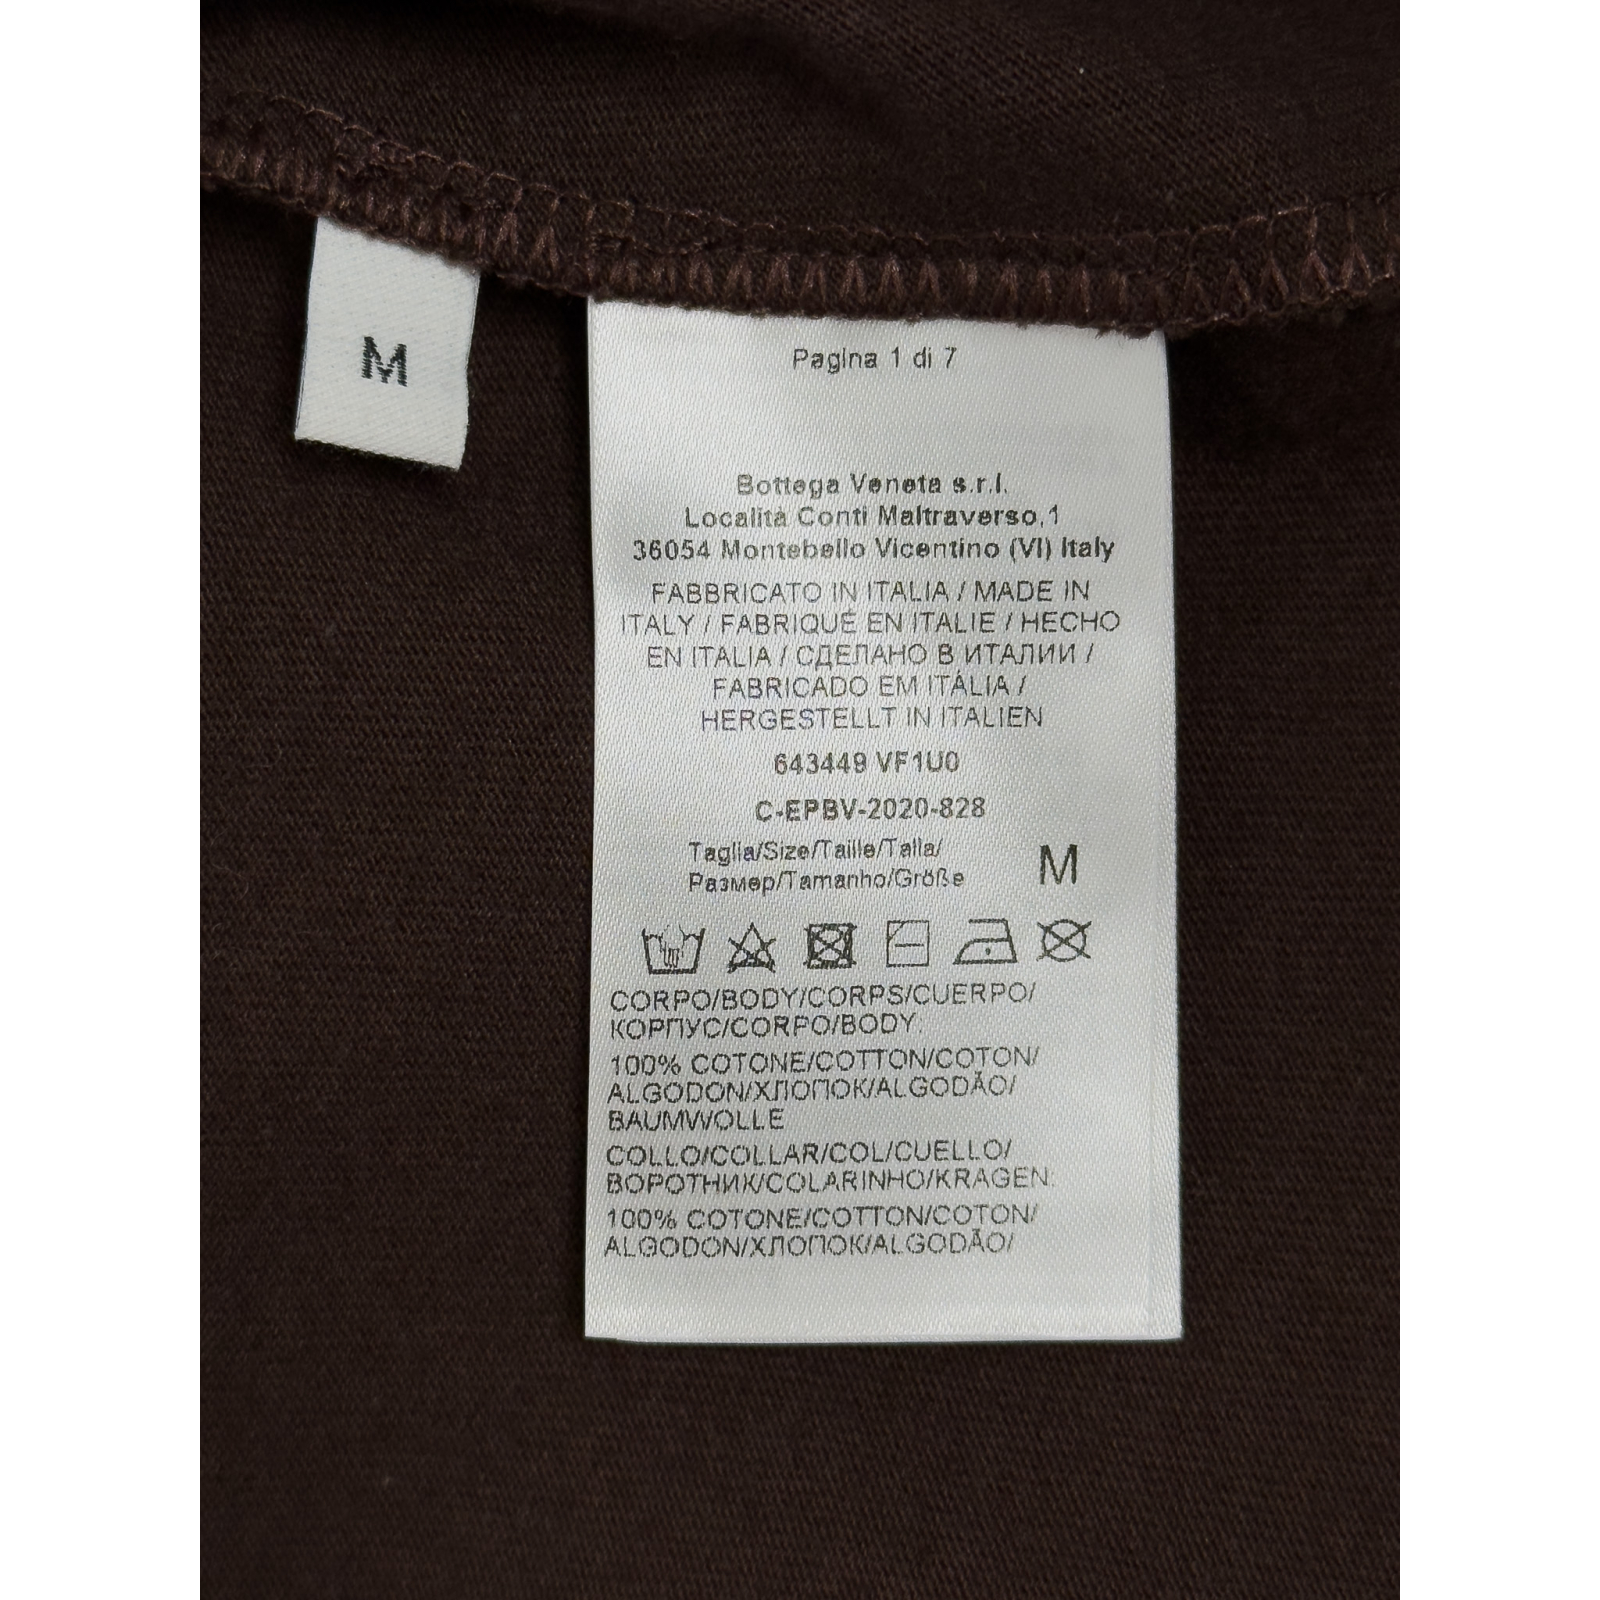 M
Pagina 1 di 7
Bottega Veneta s.r.l.
Località Conti Maltraverso,1
36054 Montebello Vicentino (VI) Italy
FABBRICATO IN ITALIA / MADE IN
ITALY / FABRIQUÉ EN ITALIE / HECHO
EN ITALIA / СДЕЛАНО В ИТАЛИИ /
FABRICADO EM ITÁLIA /
HERGESTELLT IN ITALIEN
643449 VF1U0
C-EPBV-2020-828
Taglia/Size/Taille/Talla/
Размер/Tamanho/Größe M
CORPO/BODY/CORPS/CUERPO/
КОРПУС/CORPO/BODY:
100% COTONE/COTTON/COTON/
ALGODON/ХЛОПОК/ALGODÃO/
BAUMWOLLE
COLLO/COLLAR/COL/CUELLO/
ВОРОТНИК/COLARINHO/KRAGEN:
100% COTONE/COTTON/COTON/
ALGODON/ХЛОПОК/ALGODÃO/